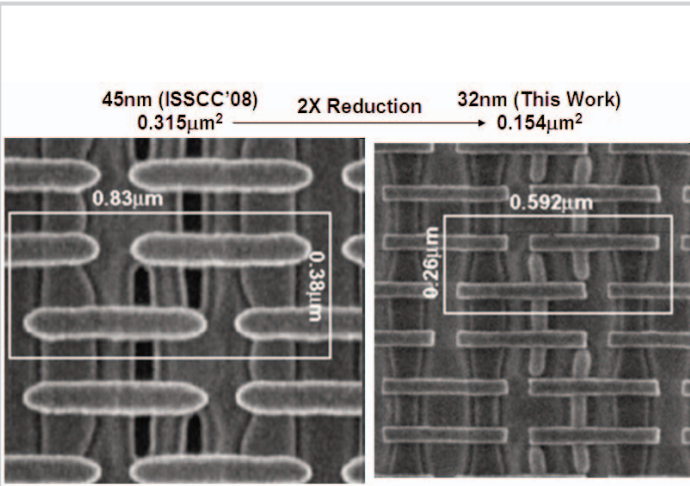 45nm (ISSCC'08)
0.315μm²
2X Reduction
32nm (This Work)
0.154μm²
0.83μm
0.38μm
0.592μm
0.26μm